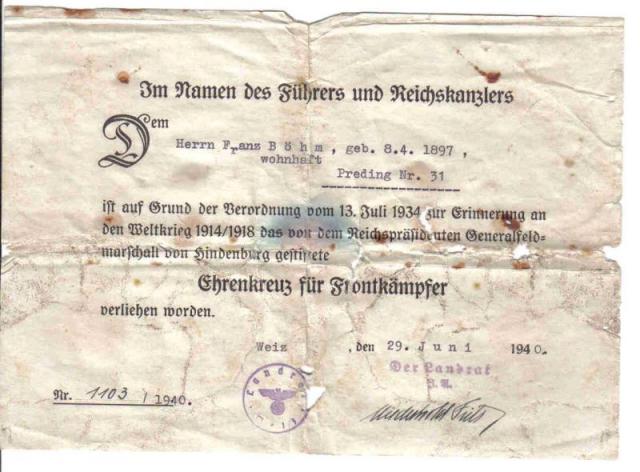 Im Namen des Führers und Reichskanzlers
Dem
Herrn Franz Böhm, geb. 8.4. 1897,
wohnhaft
Preding Nr. 31
ist auf Grund der Verordnung vom 13. Juli 1934 zur Erinnerung an
den Weltkrieg 1914/1918 das von dem Reichspräsidenten Generalfeld-
marschall von Hindenburg gestiftete
Ehrenkreuz für Frontkämpfer
verliehen worden.
Weiz, den 29. Juni 1940.
Der Landrat
Nr. 1103 / 1940.